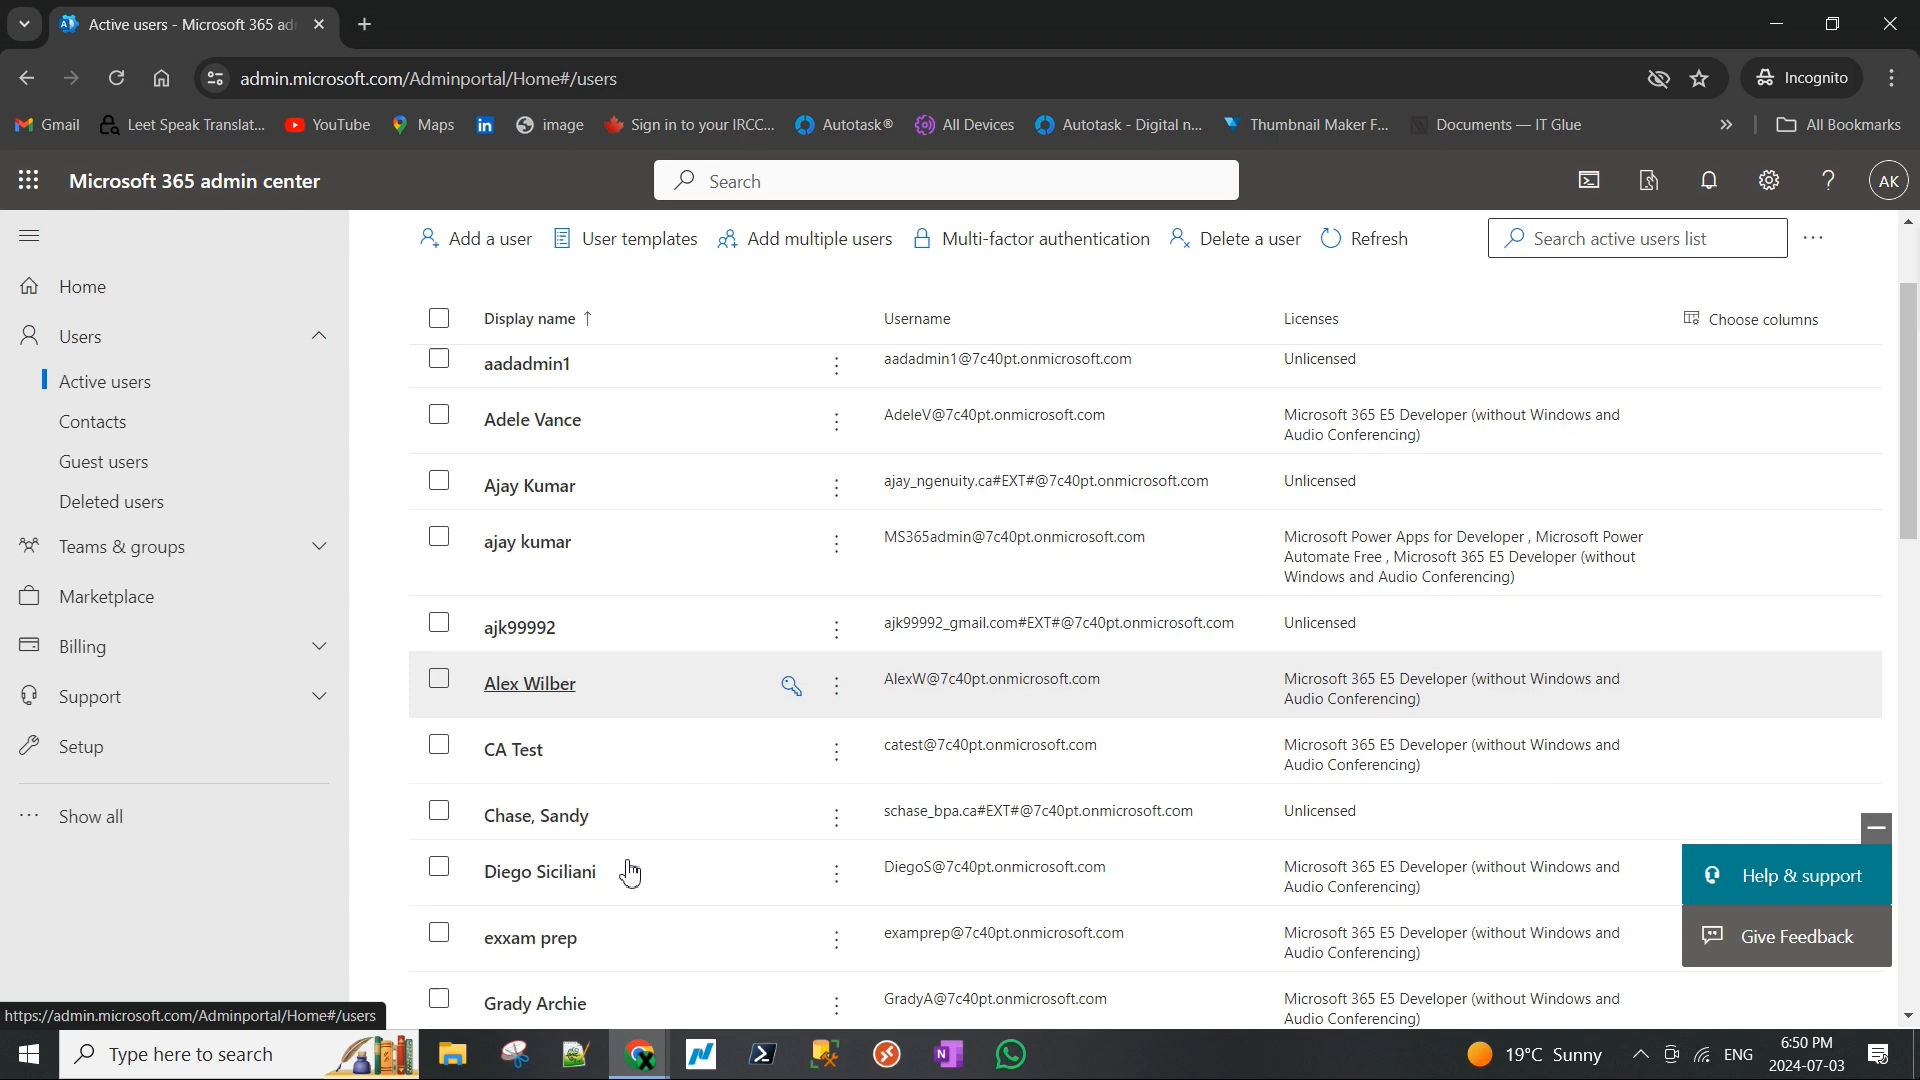 Active users - Microsoft 365 ad
admin.microsoft.com/Adminportal/Home#/users
Incognito
Gmail
Leet Speak Translat...
YouTube
Maps
image
Sign in to your IRCC...
Autotask®
All Devices
Autotask - Digital n...
Thumbnail Maker F...
Documents — IT Glue
»
All Bookmarks
Microsoft 365 admin center
Search
AK
Add a user
User templates
Add multiple users
Multi-factor authentication
Delete a user
Refresh
Search active users list
Home
Users
Active users
Contacts
Guest users
Deleted users
Teams & groups
Marketplace
Billing
Support
Setup
Show all
Display name ↑
Username
Licenses
Choose columns
aadadmin1
aadadmin1@7c40pt.onmicrosoft.com
Unlicensed
Adele Vance
AdeleV@7c40pt.onmicrosoft.com
Microsoft 365 E5 Developer (without Windows and
Audio Conferencing)
Ajay Kumar
ajay_ngenuity.ca#EXT#@7c40pt.onmicrosoft.com
Unlicensed
ajay kumar
MS365admin@7c40pt.onmicrosoft.com
Microsoft Power Apps for Developer , Microsoft Power
Automate Free , Microsoft 365 E5 Developer (without
Windows and Audio Conferencing)
ajk99992
ajk99992_gmail.com#EXT#@7c40pt.onmicrosoft.com
Unlicensed
Alex Wilber
AlexW@7c40pt.onmicrosoft.com
Microsoft 365 E5 Developer (without Windows and
Audio Conferencing)
CA Test
catest@7c40pt.onmicrosoft.com
Microsoft 365 E5 Developer (without Windows and
Audio Conferencing)
Chase, Sandy
schase_bpa.ca#EXT#@7c40pt.onmicrosoft.com
Unlicensed
Diego Siciliani
DiegoS@7c40pt.onmicrosoft.com
Microsoft 365 E5 Developer (without Windows and
Audio Conferencing)
exxam prep
examprep@7c40pt.onmicrosoft.com
Microsoft 365 E5 Developer (without Windows and
Audio Conferencing)
Grady Archie
GradyA@7c40pt.onmicrosoft.com
Microsoft 365 E5 Developer (without Windows and
Audio Conferencing)
Help & support
Give Feedback
https://admin.microsoft.com/Adminportal/Home#/users
Type here to search
19°C Sunny
ENG
6:50 PM
2024-07-03